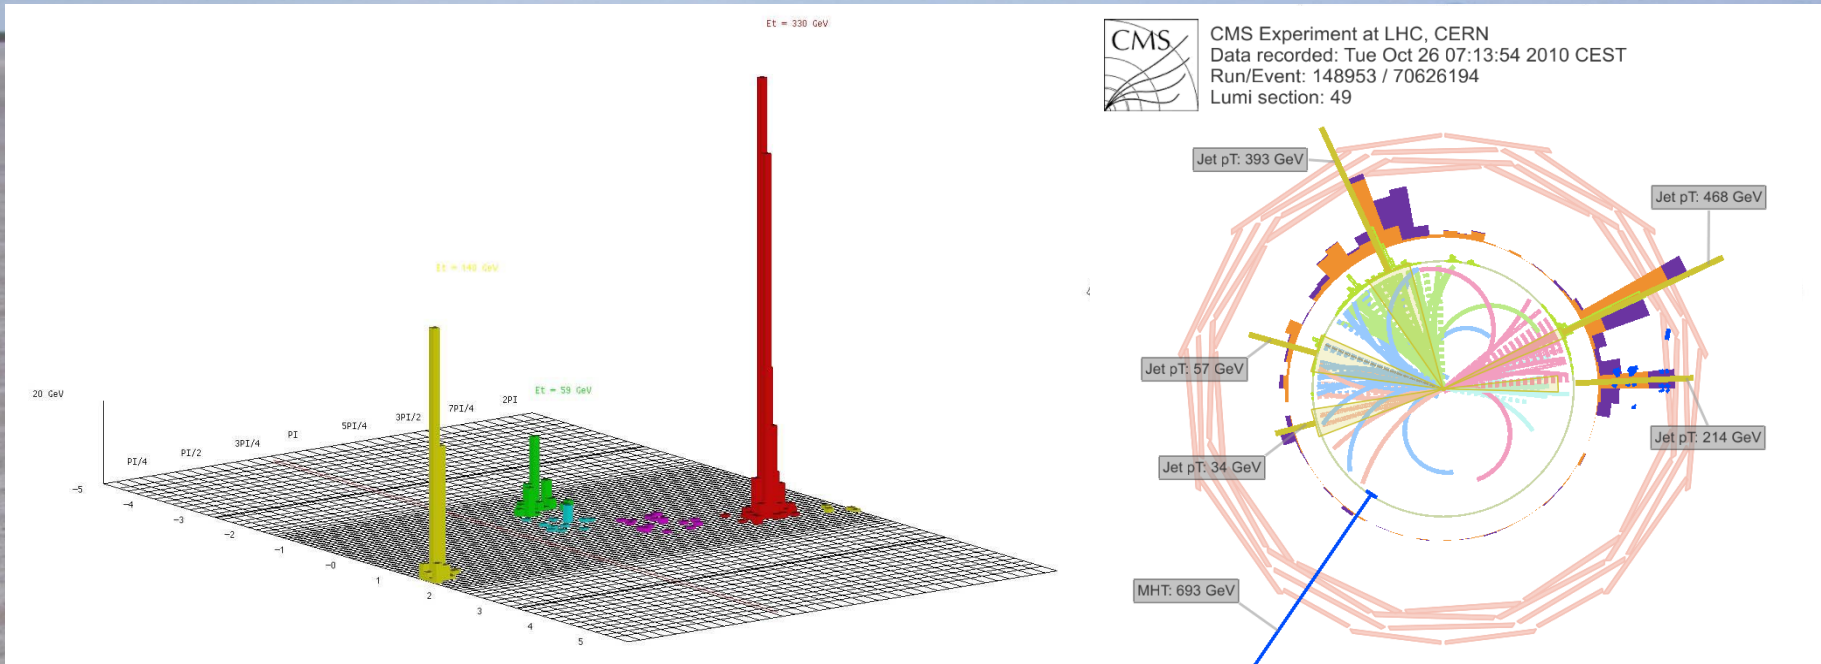 Et = 330 GeV
Et = 140 GeV
Et = 59 GeV
20 GeV
PI/4
PI/2
3PI/4
PI
5PI/4
3PI/2
7PI/4
2PI
−5
−4
−3
−2
−1
−0
1
2
3
4
5
CMS
CMS Experiment at LHC, CERN
Data recorded: Tue Oct 26 07:13:54 2010 CEST
Run/Event: 148953 / 70626194
Lumi section: 49
Jet pT: 393 GeV
Jet pT: 468 GeV
Jet pT: 57 GeV
Jet pT: 214 GeV
Jet pT: 34 GeV
MHT: 693 GeV